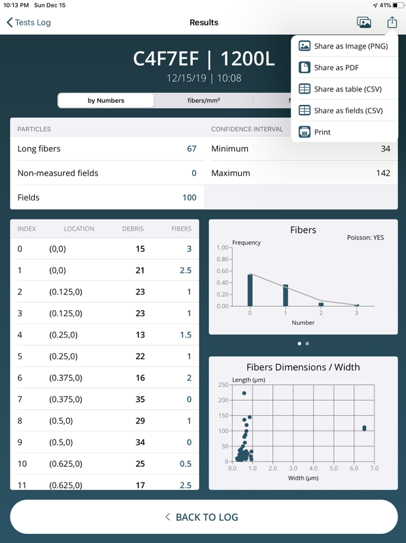 10:13 PM Sun Dec 15 41%
Tests Log Results
C4F7EF | 1200L
12/15/19 | 10:08
Share as Image (PNG)
Share as PDF
Share as table (CSV)
Share as fields (CSV)
Print
by Numbers fibers/mm² f
PARTICLES CONFIDENCE INTERVAL
Long fibers 67 Minimum 34
Non-measured fields 0 Maximum 142
Fields 100
INDEX LOCATION DEBRIS FIBERS
0 (0,0) 15 3
1 (0,0) 21 2.5
2 (0.125,0) 23 1
3 (0.125,0) 23 1
4 (0.25,0) 13 1.5
5 (0.25,0) 22 1
6 (0.375,0) 16 2
7 (0.375,0) 35 0
8 (0.5,0) 29 1
9 (0.5,0) 34 0
10 (0.625,0) 25 0.5
11 (0.625,0) 17 2.5
Fibers
Frequency Poisson: YES
1.00
0.80
0.60
0.40
0.20
0.00
0 1 2 3
Number
Fibers Dimensions / Width
Length (µm)
250
200
150
100
50
0
0.0 1.0 2.0 3.0 4.0 5.0 6.0 7.0
Width (µm)
BACK TO LOG